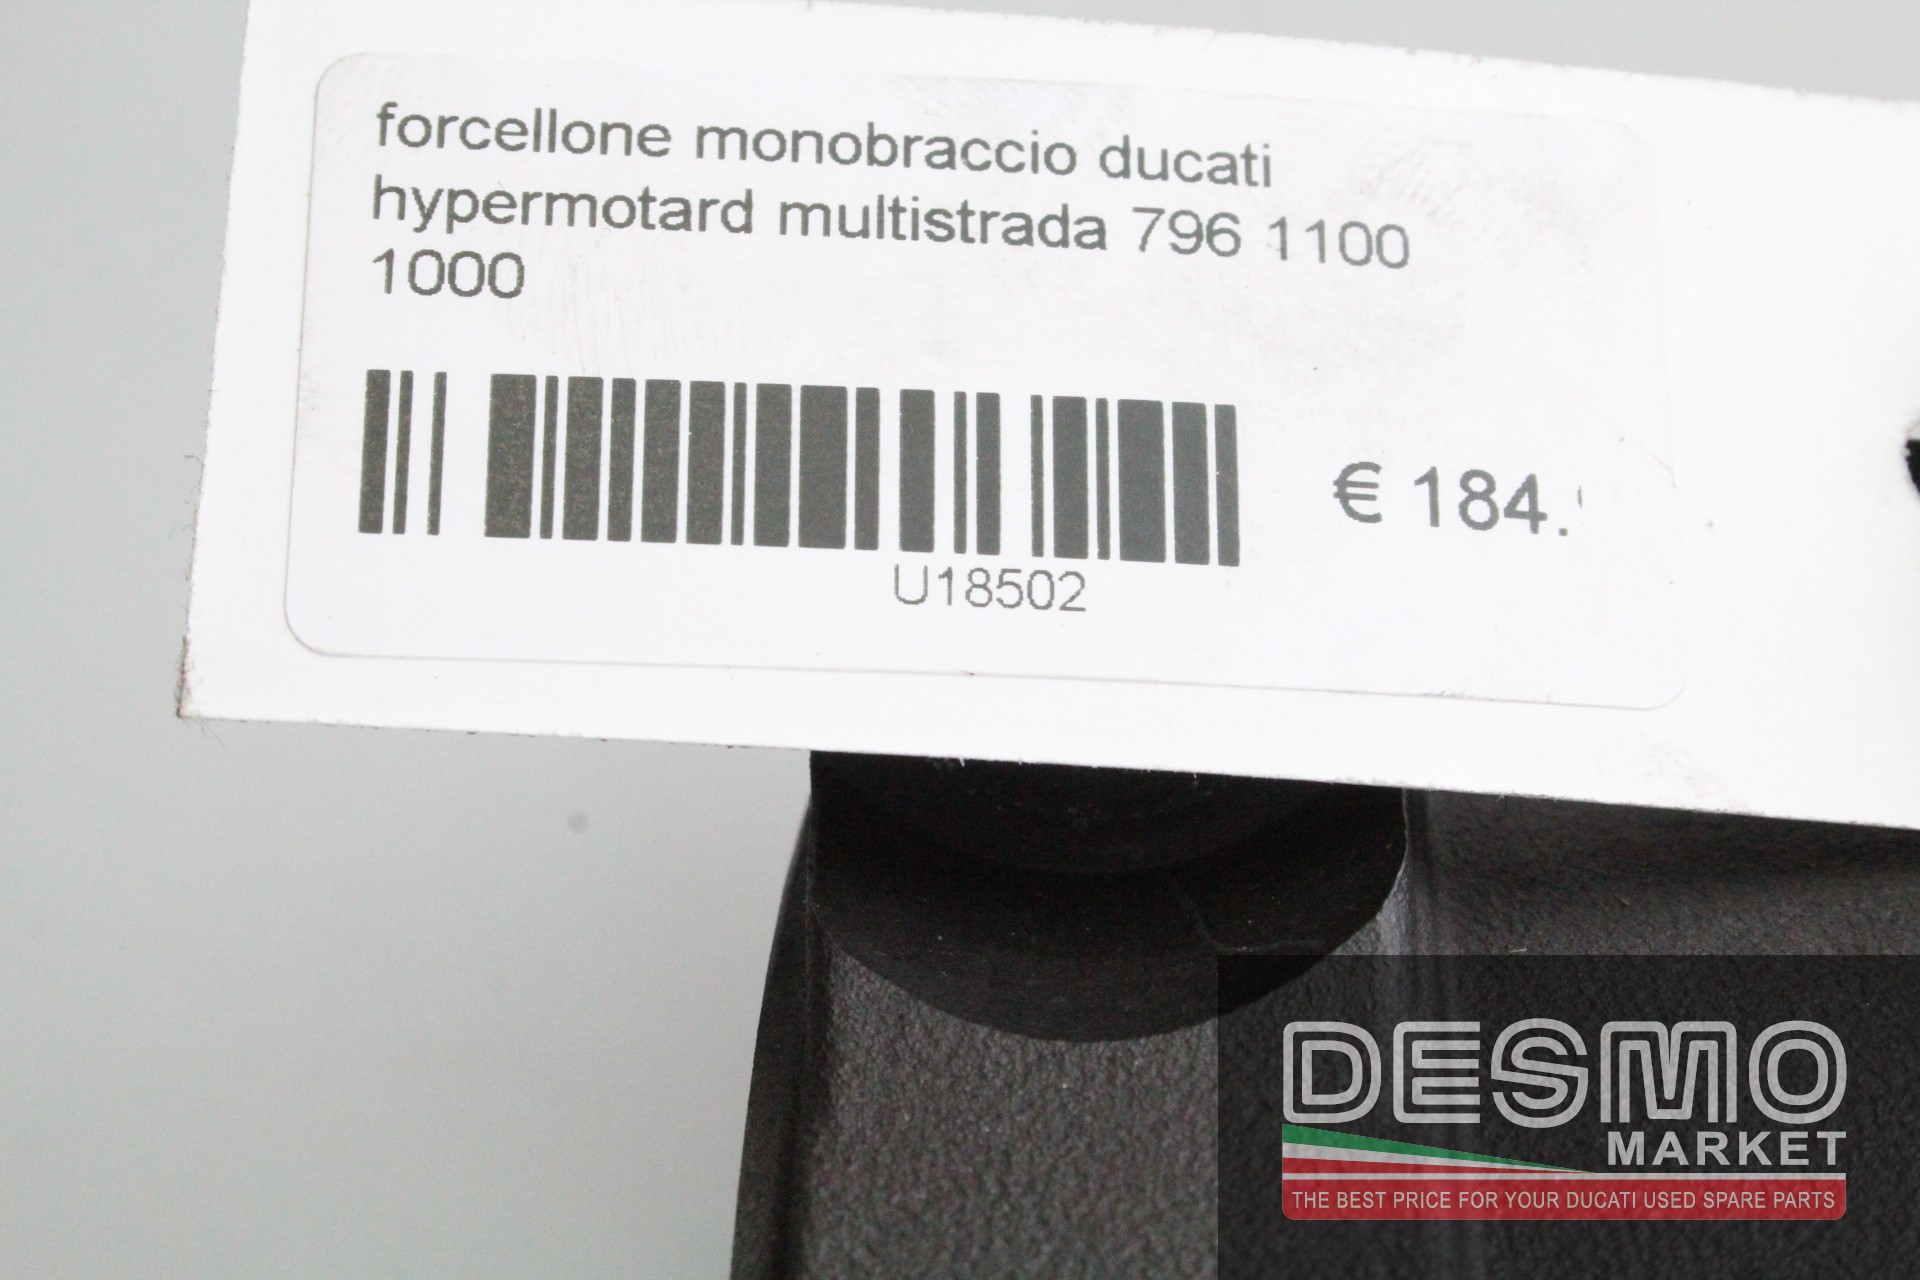 forcellone monobraccio ducati
hypermotard multistrada 796 1100
1000
€ 184.
U18502
DESMO
MARKET
THE BEST PRICE FOR YOUR DUCATI USED SPARE PARTS